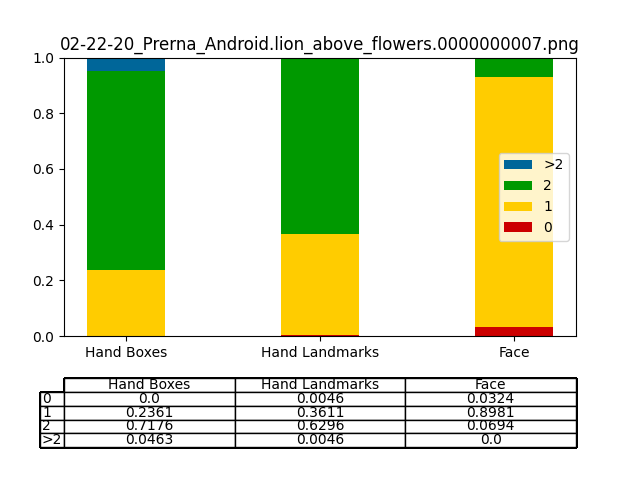 02-22-20_Prerna_Android.lion_above_flowers.0000000007.png
1.0
0.8
0.6
0.4
0.2
0.0
>2
2
1
0
Hand Boxes Hand Landmarks Face
Hand Boxes Hand Landmarks Face
0 0.0 0.0046 0.0324
1 0.2361 0.3611 0.8981
2 0.7176 0.6296 0.0694
>2 0.0463 0.0046 0.0